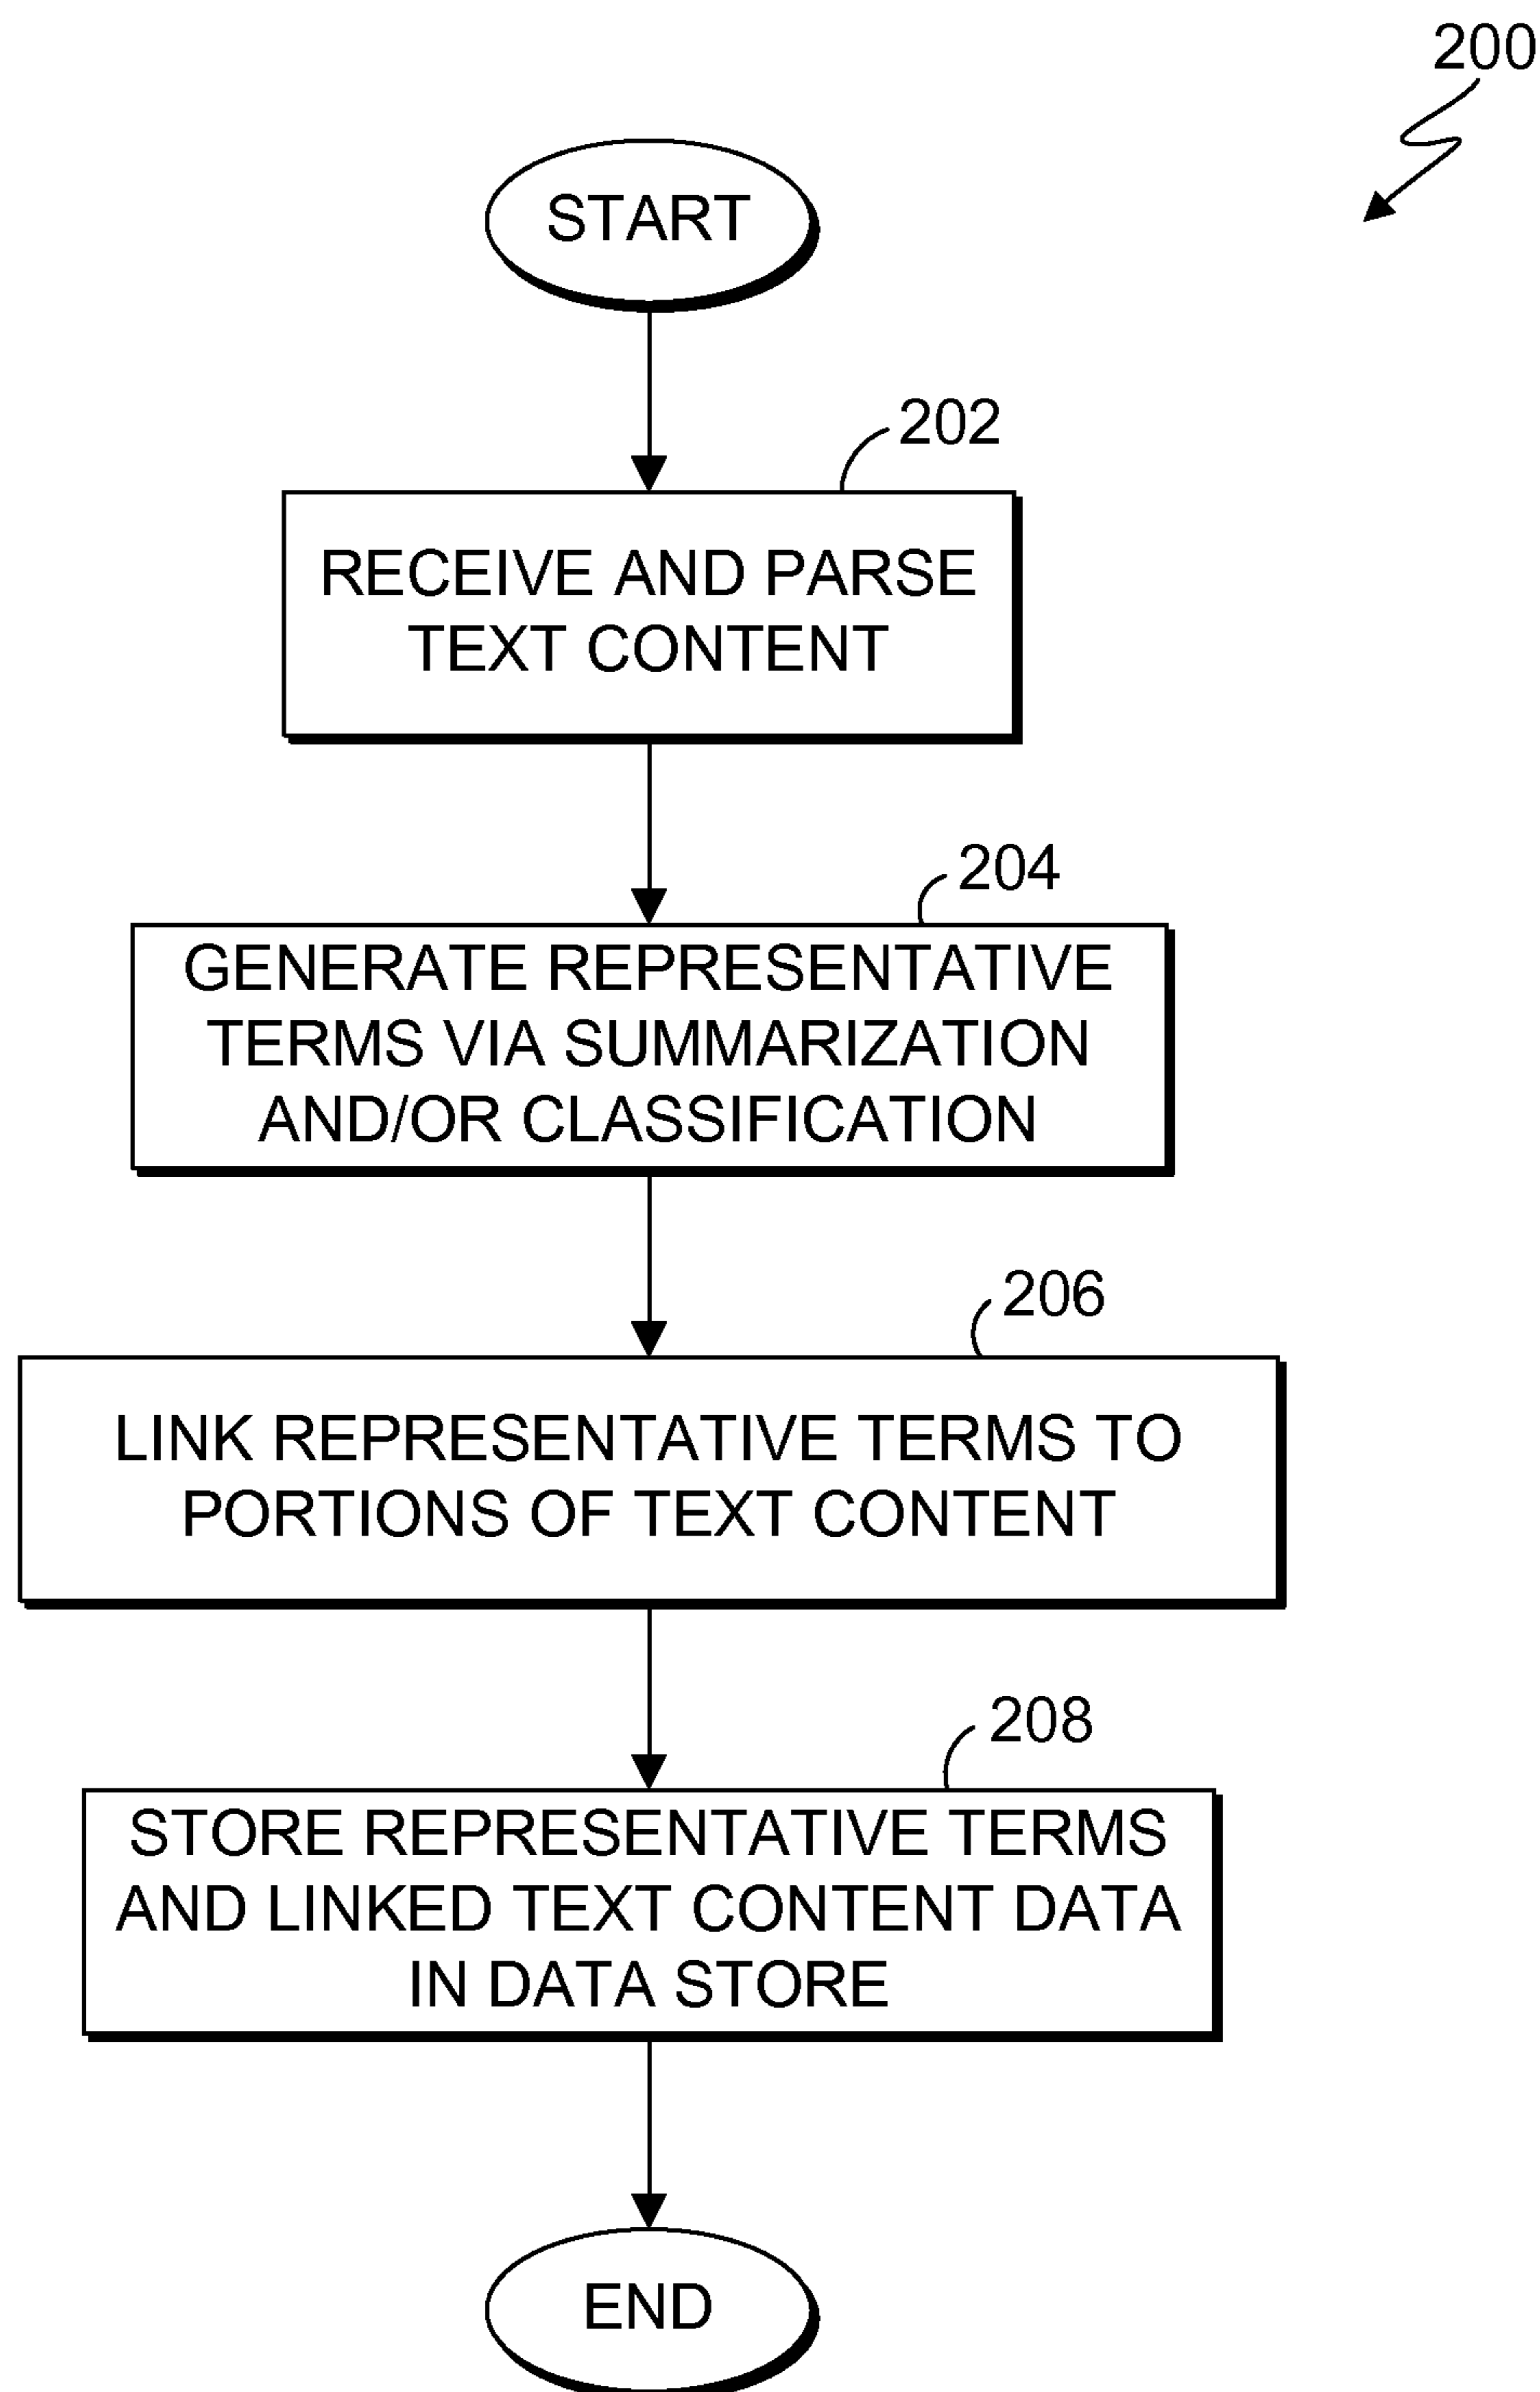 200
START
202
RECEIVE AND PARSE
TEXT CONTENT
204
GENERATE REPRESENTATIVE
TERMS VIA SUMMARIZATION
AND/OR CLASSIFICATION
206
LINK REPRESENTATIVE TERMS TO
PORTIONS OF TEXT CONTENT
208
STORE REPRESENTATIVE TERMS
AND LINKED TEXT CONTENT DATA
IN DATA STORE
END